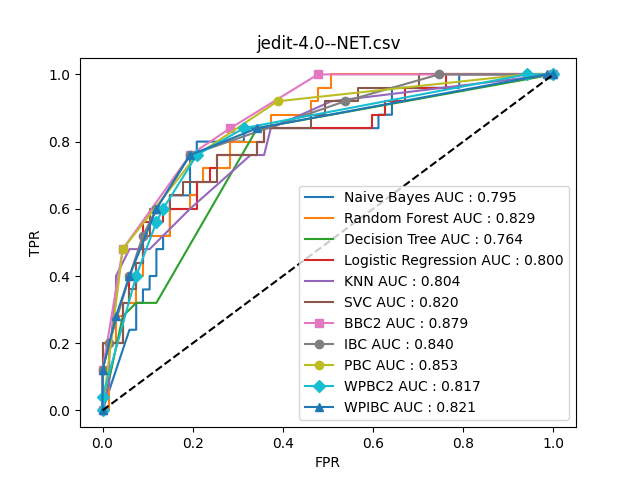 jedit-4.0--NET.csv
TPR
1.0
0.8
0.6
0.4
0.2
0.0
Naive Bayes AUC : 0.795
Random Forest AUC : 0.829
Decision Tree AUC : 0.764
Logistic Regression AUC : 0.800
KNN AUC : 0.804
SVC AUC : 0.820
BBC2 AUC : 0.879
IBC AUC : 0.840
PBC AUC : 0.853
WPBC2 AUC : 0.817
WPIBC AUC : 0.821
0.0 0.2 0.4 0.6 0.8 1.0
FPR